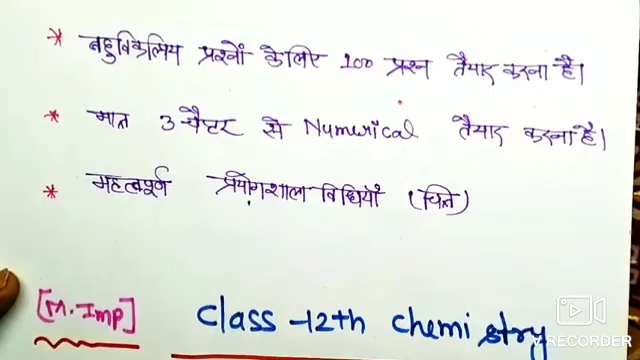 * बहुविकल्पिय प्रश्नों के लिए 100 प्रश्न तैयार करना है।
* मात्र 3 चैप्टर से Numerical तैयार करना है।
* महत्वपूर्ण प्रयोगशाला विधियाँ (चित्र)
[M. Imp] Class -12th Chemistry
RECORDER